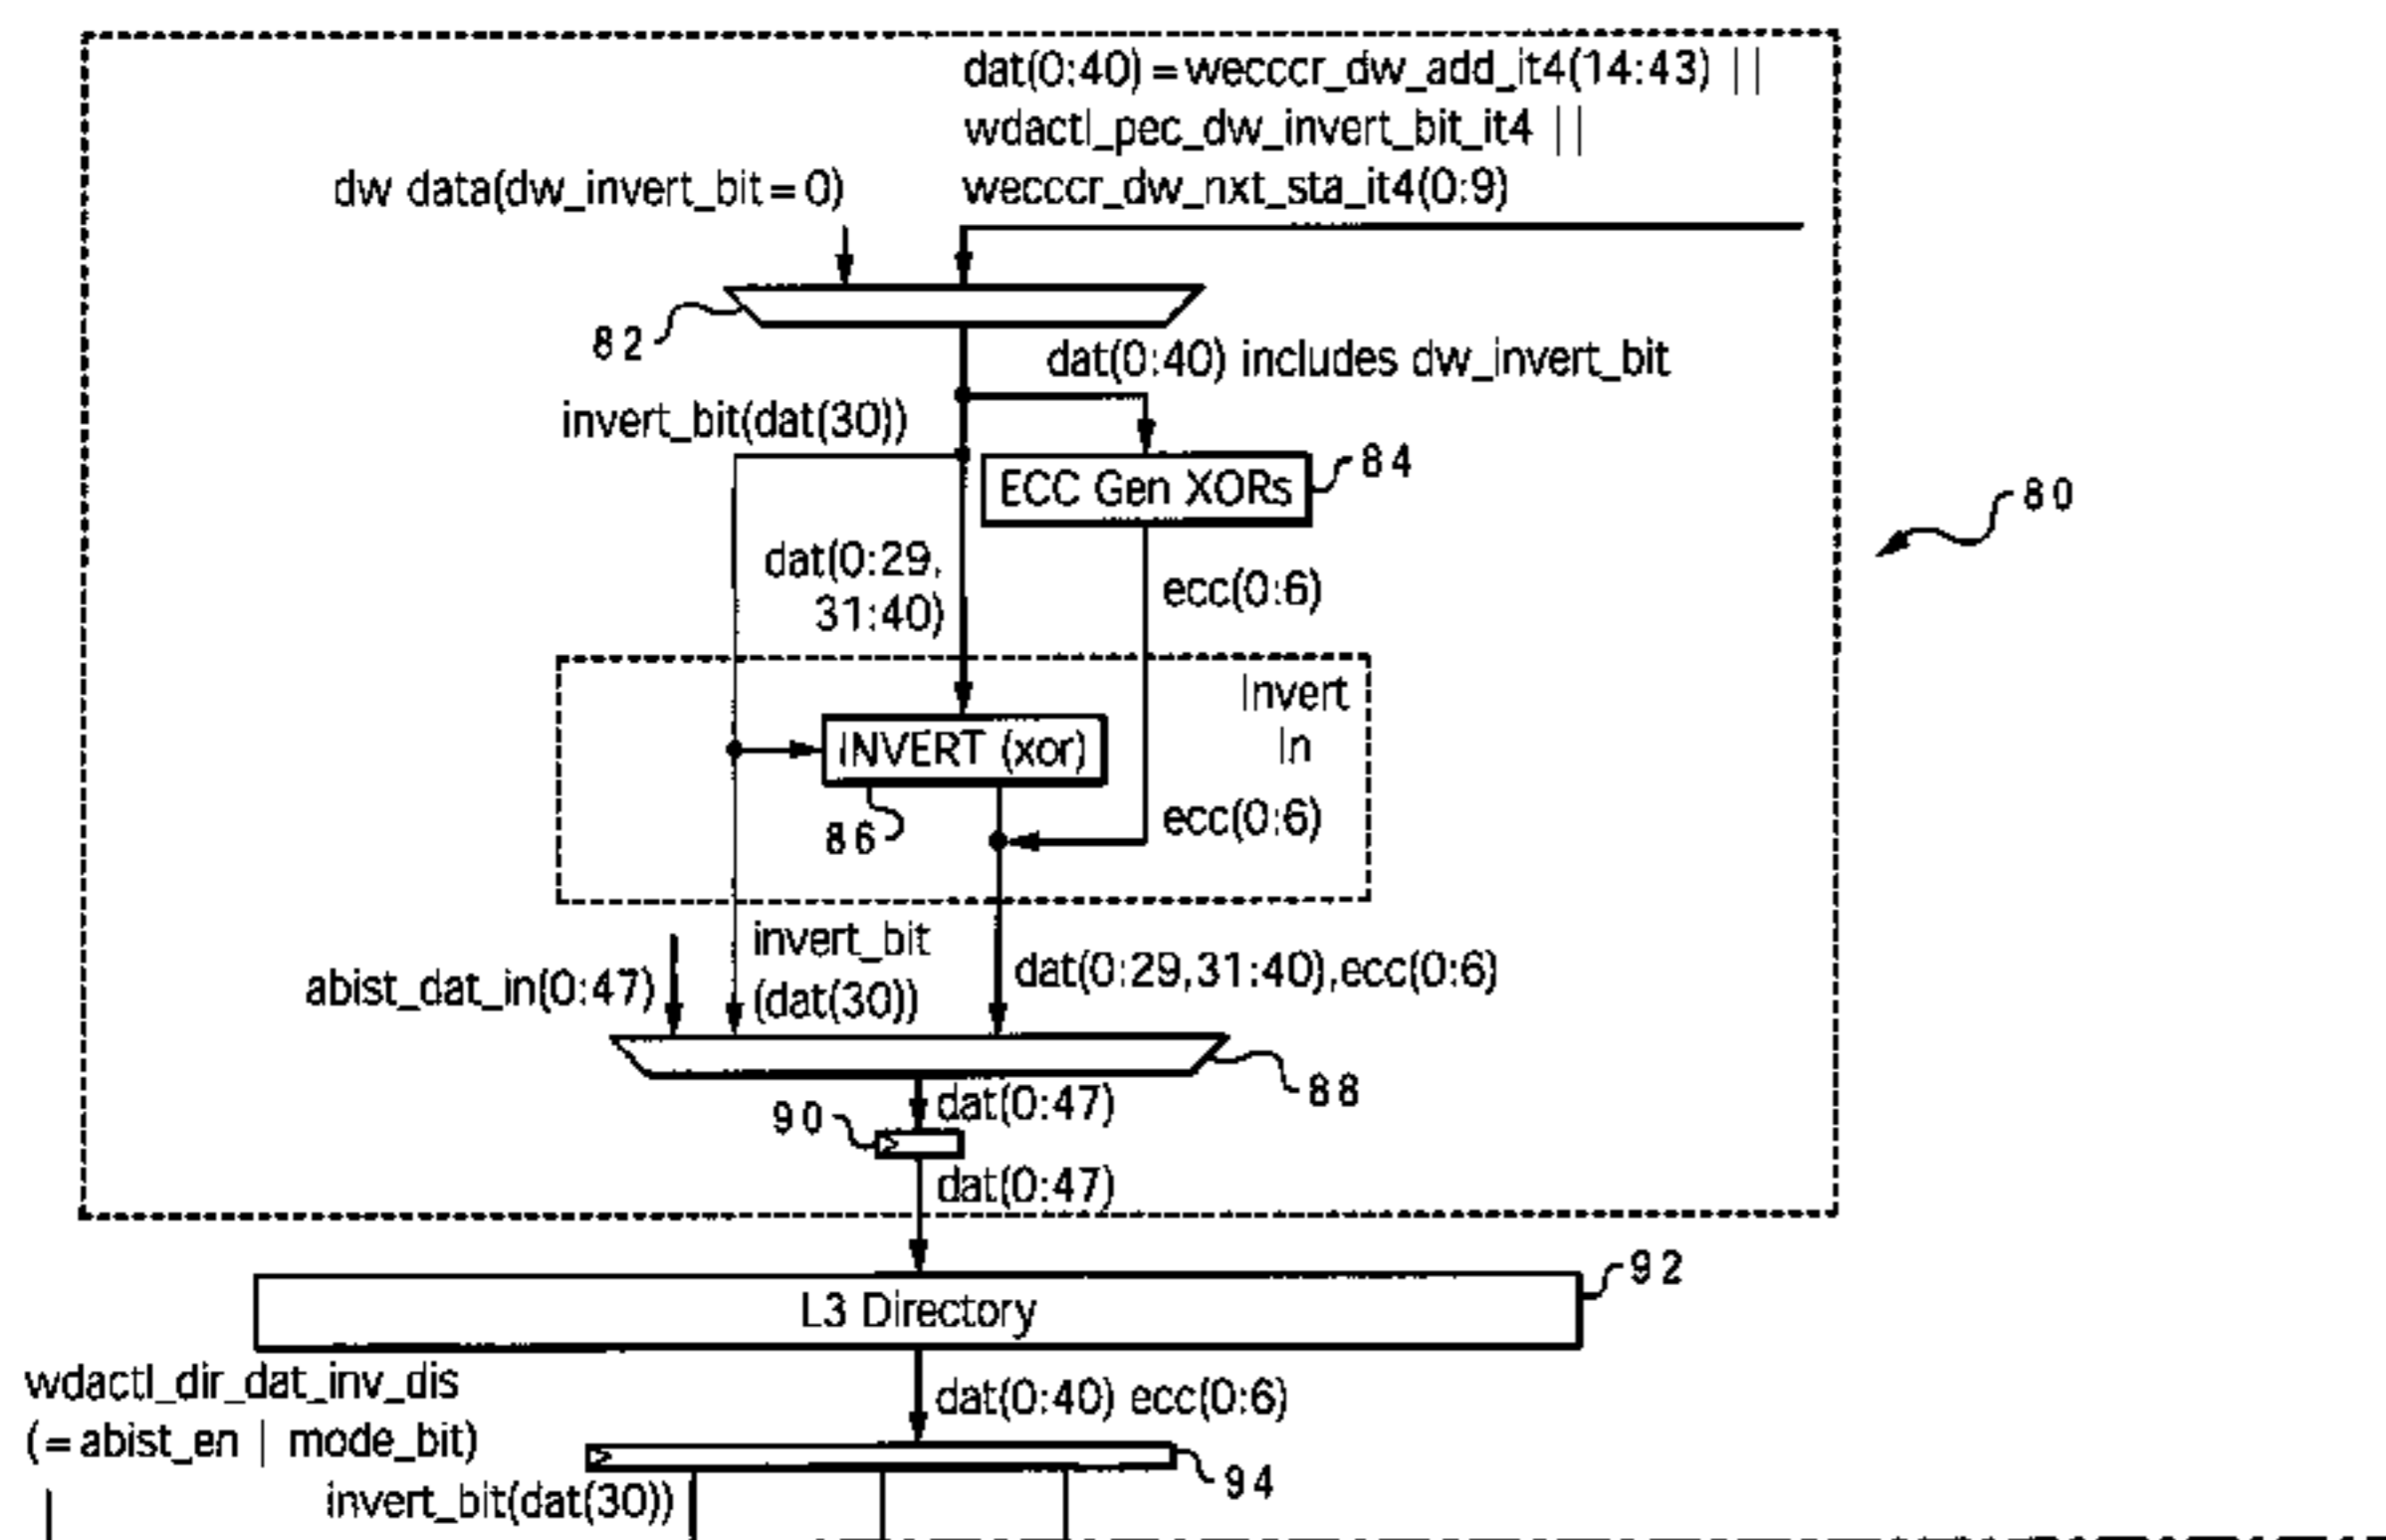 dat(0:40)=wecccr_dw_add_it4(14:43) ||
wdactl_pec_dw_invert_bit_it4 ||
dw data(dw_invert_bit=0)
wecccr_dw_nxt_sta_it4(0:9)
82
dat(0:40) includes dw_invert_bit
invert_bit(dat(30))
84
ECC Gen XORs
80
dat(0:29,
31:40)
ecc(0:6)
Invert
In
INVERT (xor)
86
ecc(0:6)
invert_bit
(dat(30))
abist_dat_in(0:47)
dat(0:29,31:40),ecc(0:6)
88
dat(0:47)
90
dat(0:47)
92
L3 Directory
wdactl_dir_dat_inv_dis
(=abist_en | mode_bit)
dat(0:40) ecc(0:6)
94
invert_bit(dat(30))